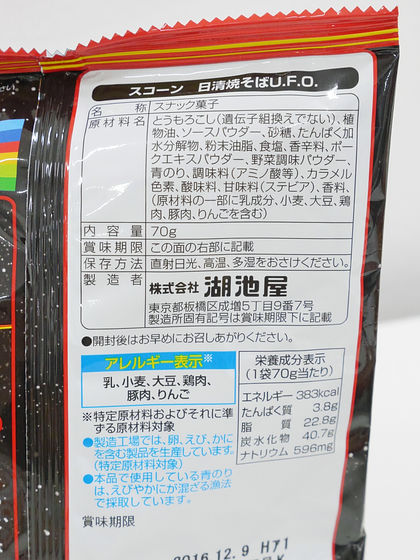 スコーン 日清焼そばU.F.O.
名称 スナック菓子
原材料名 とうもろこし(遺伝子組換えでない)、植
物油、ソースパウダー、砂糖、たんぱく加
水分解物、粉末油脂、食塩、香辛料、ポー
クエキスパウダー、野菜調味パウダー、
青のり、調味料(アミノ酸等)、カラメル
色素、酸味料、甘味料(ステビア)、香料、
(原材料の一部に乳成分、小麦、大豆、鶏
肉、豚肉、りんごを含む)
内容量 70g
賞味期限 この面の右部に記載
保存方法 直射日光、高温、多湿をおさけください。
製造者 株式会社 湖池屋
東京都板橋区成増5丁目9番7号
製造所固有記号は賞味期限下に記載
●開封後はお早めにお召しあがりください。
アレルギー表示※
乳、小麦、大豆、鶏肉、
豚肉、りんご
※特定原材料およびそれに準
ずる原材料対象
●製造工場では、卵、えび、かに
を含む製品を生産しています。
(特定原材料対象)
●本品で使用している青のり
は、えびやかにが混ざる漁法
で採取しています。
栄養成分表示
(1袋70g当たり)
エネルギー 383kcal
たんぱく質 3.8g
脂質 22.8g
炭水化物 40.7g
ナトリウム 596mg
賞味期限
2016.12.9 H71